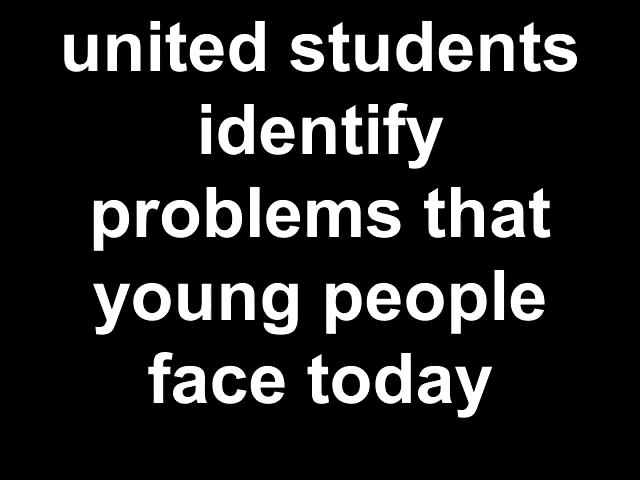 united students
identify
problems that
young people
face today